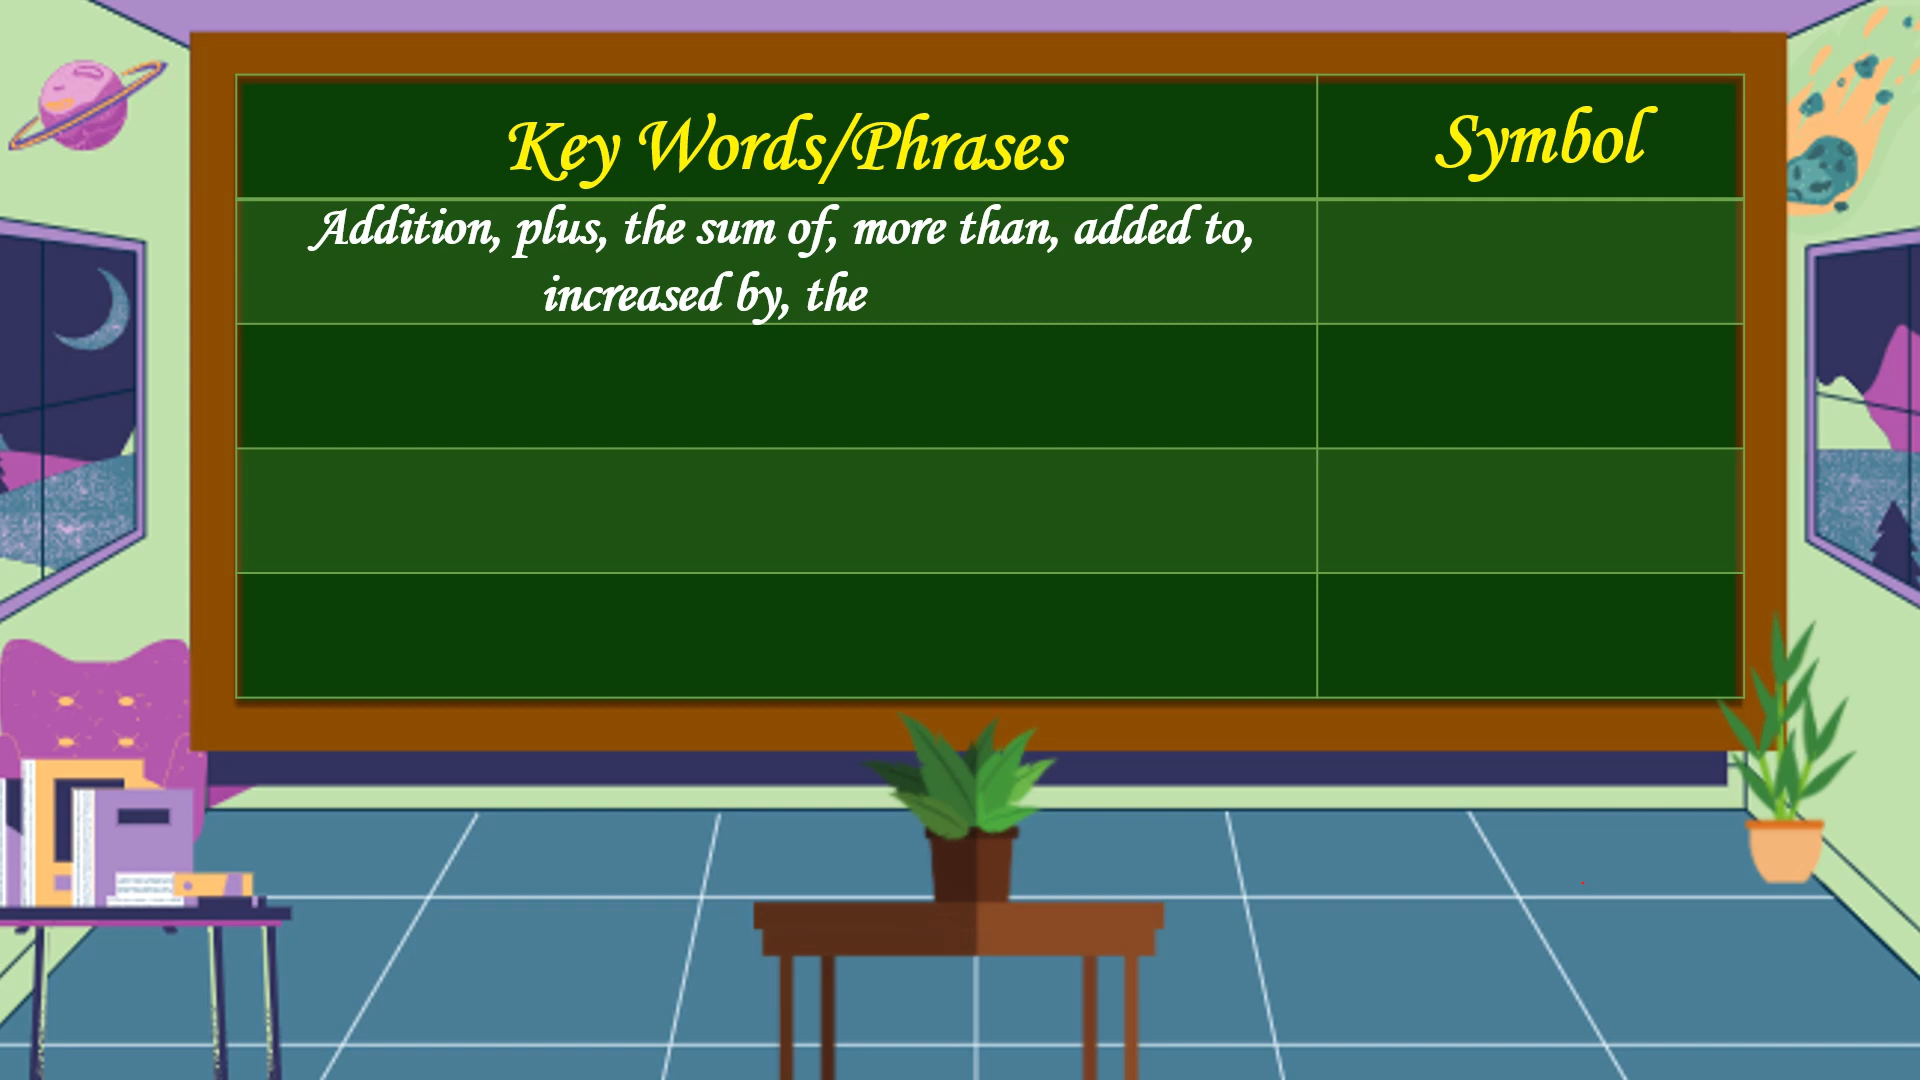 Key Words/Phrases
Symbol
Addition, plus, the sum of, more than, added to,
increased by, the